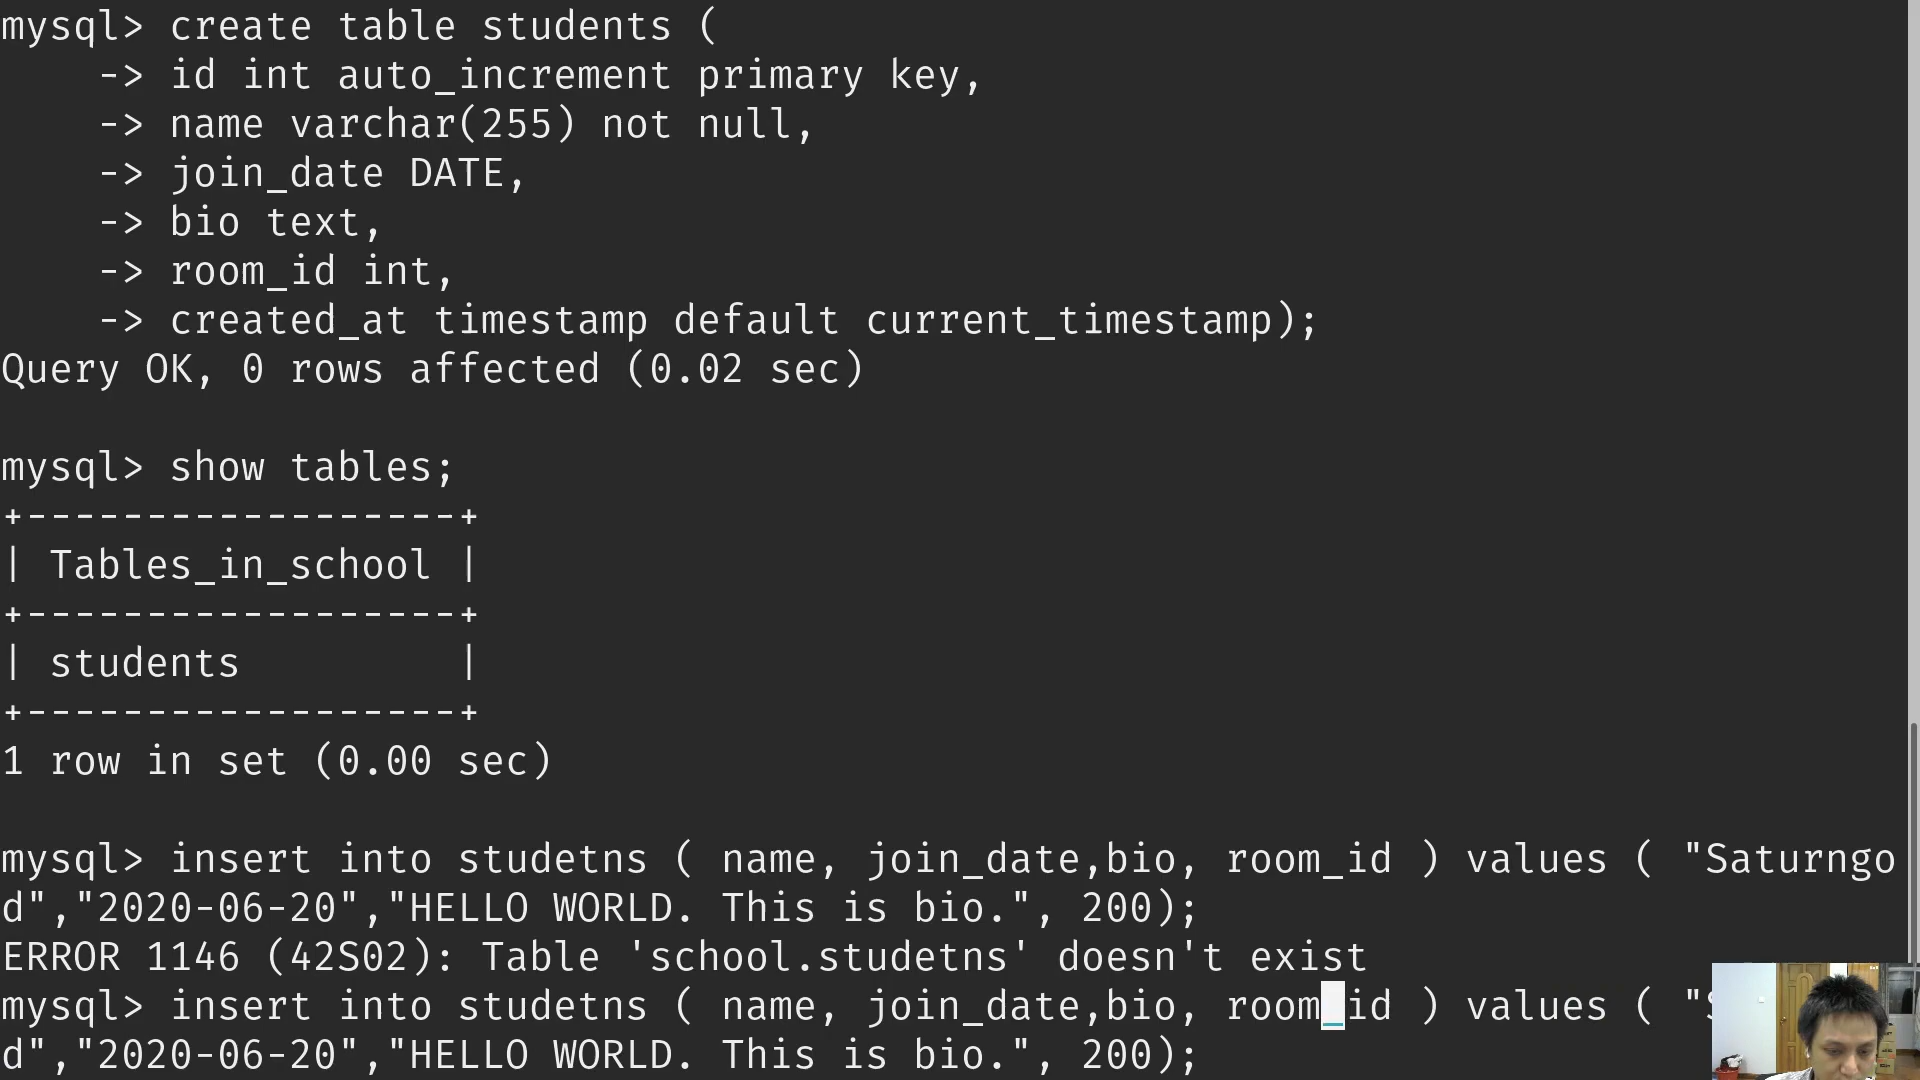 mysql> create table students (
    -> id int auto_increment primary key,
    -> name varchar(255) not null,
    -> join_date DATE,
    -> bio text,
    -> room_id int,
    -> created_at timestamp default current_timestamp);
Query OK, 0 rows affected (0.02 sec)
mysql> show tables;
+------------------+
| Tables_in_school |
+------------------+
| students         |
+------------------+
1 row in set (0.00 sec)
mysql> insert into studetns ( name, join_date,bio, room_id ) values ( "Saturngo
d","2020-06-20","HELLO WORLD. This is bio.", 200);
ERROR 1146 (42S02): Table 'school.studetns' doesn't exist
mysql> insert into studetns ( name, join_date,bio, room_id ) values ( "
d","2020-06-20","HELLO WORLD. This is bio.", 200);